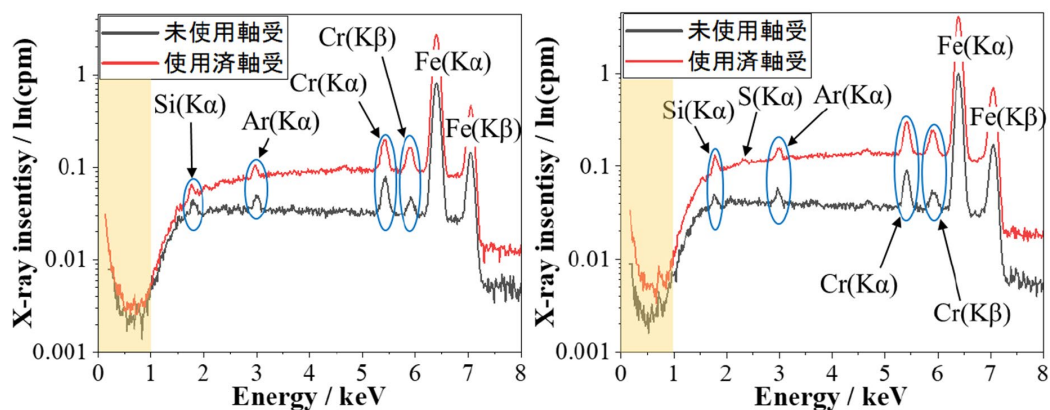 未使用軸受
使用済軸受
Cr(Kβ)
Fe(Kα)
Cr(Kα)
Si(Kα)
Ar(Kα)
Fe(Kβ)
1
0.1
0.01
0.001
X-ray insentisy / ln(cpm)
0 1 2 3 4 5 6 7 8
Energy / keV
未使用軸受
使用済軸受
Fe(Kα)
S(Kα)
Ar(Kα)
Si(Kα)
Fe(Kβ)
Cr(Kα)
Cr(Kβ)
1
0.1
0.01
0.001
X-ray insentisy / ln(cpm)
0 1 2 3 4 5 6 7 8
Energy / keV